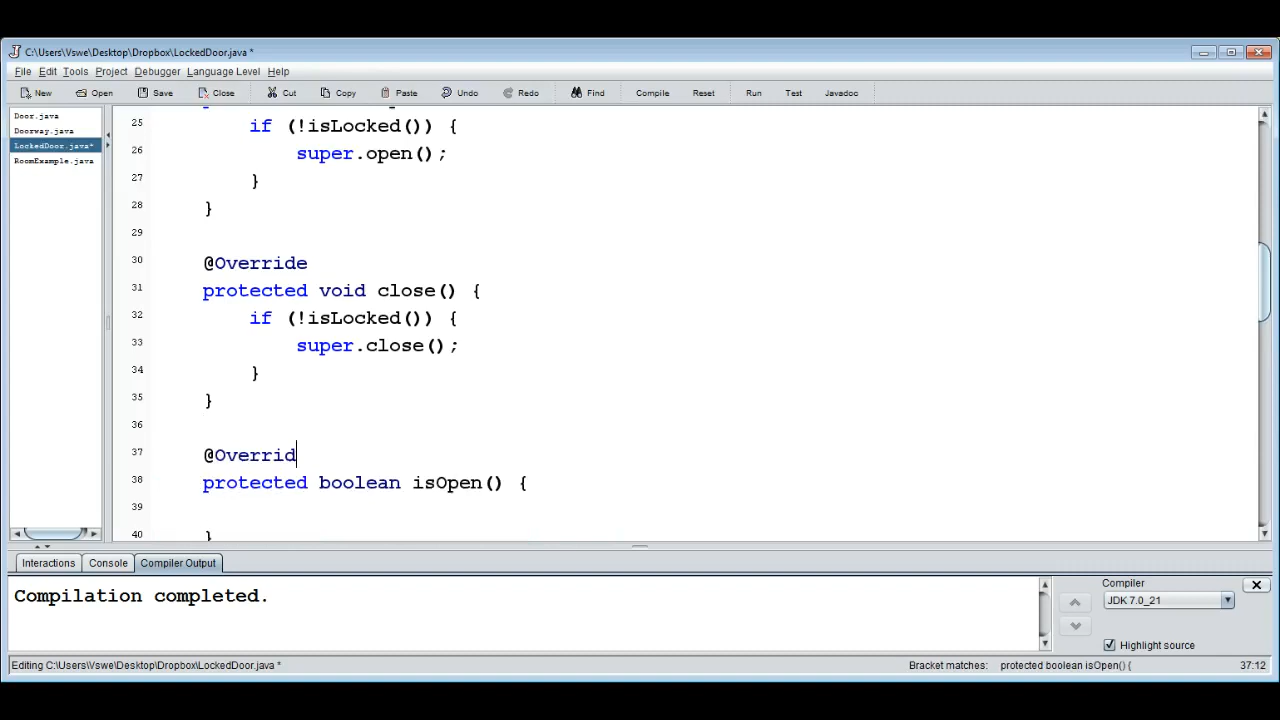 C:\Users\Vswe\Desktop\Dropbox\LockedDoor.java *
File Edit Tools Project Debugger Language Level Help
New Open Save Close Cut Copy Paste Undo Redo Find Compile Reset Run Test Javadoc
Door.java
Doorway.java
LockedDoor.java*
RoomExample.java
25 if (!isLocked()) {
26 super.open();
27 }
28 }
29
30 @Override
31 protected void close() {
32 if (!isLocked()) {
33 super.close();
34 }
35 }
36
37 @Overrid
38 protected boolean isOpen() {
39
40 }
Interactions Console Compiler Output
Compilation completed.
Compiler
JDK 7.0_21
Highlight source
Editing C:\Users\Vswe\Desktop\Dropbox\LockedDoor.java * Bracket matches: protected boolean isOpen() { 37:12